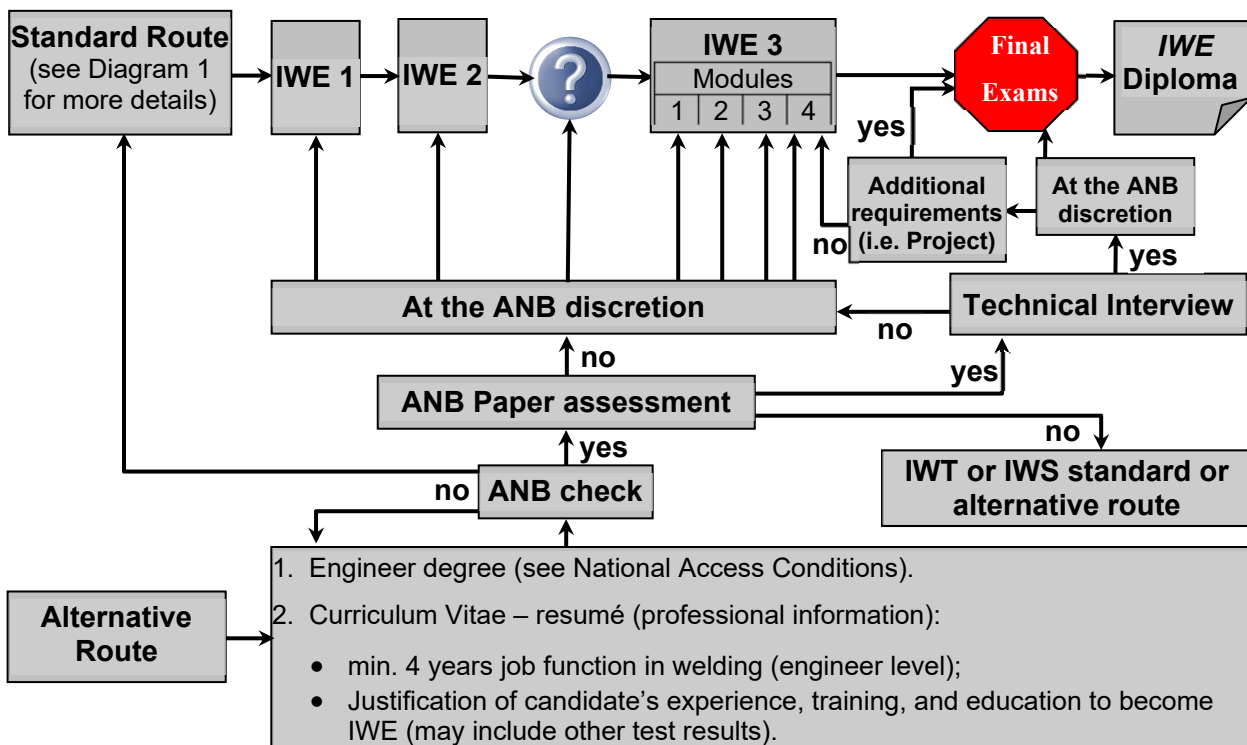 Standard Route
(see Diagram 1
for more details)
IWE 1
IWE 2
?
IWE 3
Modules
1 2 3 4
Final
Exams
IWE
Diploma
yes
Additional
requirements
(i.e. Project)
no
At the ANB
discretion
yes
At the ANB discretion
no
Technical Interview
no
yes
ANB Paper assessment
no
yes
IWT or IWS standard or
alternative route
no
ANB check
Alternative
Route
1. Engineer degree (see National Access Conditions).
2. Curriculum Vitae – resumé (professional information):
• min. 4 years job function in welding (engineer level);
• Justification of candidate’s experience, training, and education to become
IWE (may include other test results).